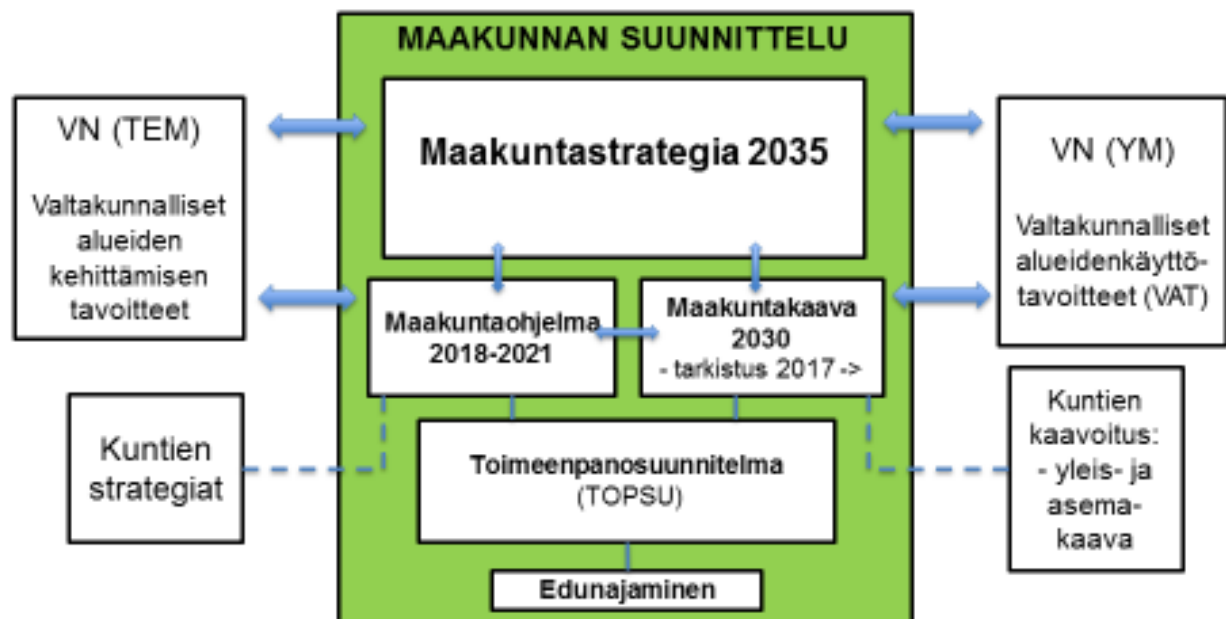 MAAKUNNAN SUUNNITTELU
VN (TEM)
Valtakunnalliset
alueiden
kehittämisen
tavoitteet
Maakuntastrategia 2035
VN (YM)
Valtakunnalliset
alueidenkäyttö-
tavoitteet (VAT)
Maakuntaohjelma
2018-2021
Maakuntakaava
2030
- tarkistus 2017 ->
Kuntien
strategiat
Toimeenpanosuunnitelma
(TOPSU)
Kuntien
kaavoitus:
- yleis- ja
asema-
kaava
Edunajaminen